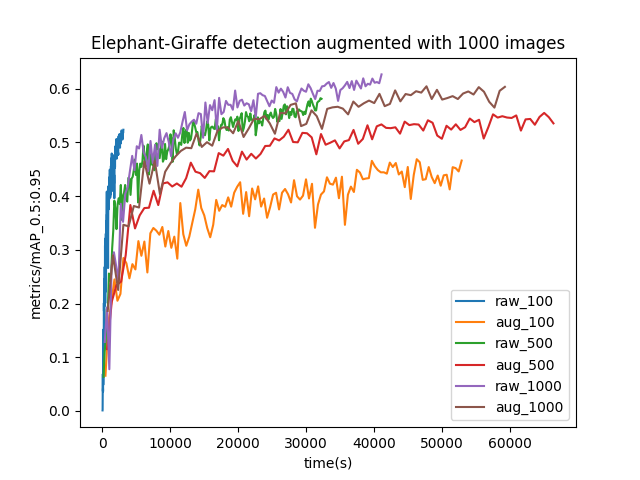 Elephant-Giraffe detection augmented with 1000 images
metrics/mAP_0.5:0.95
0.6
0.5
0.4
0.3
0.2
0.1
0.0
raw_100
aug_100
raw_500
aug_500
raw_1000
aug_1000
0 10000 20000 30000 40000 50000 60000
time(s)